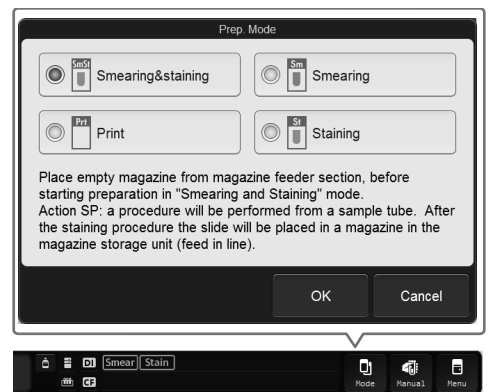 Prep. Mode
SmSt
Smearing&staining
Sm
Smearing
Prt
Print
St
Staining
Place empty magazine from magazine feeder section, before
starting preparation in "Smearing and Staining" mode.
Action SP: a procedure will be performed from a sample tube. After
the staining procedure the slide will be placed in a magazine in the
magazine storage unit (feed in line).
OK
Cancel
DI
Smear
Stain
CF
Mode
Manual
Menu